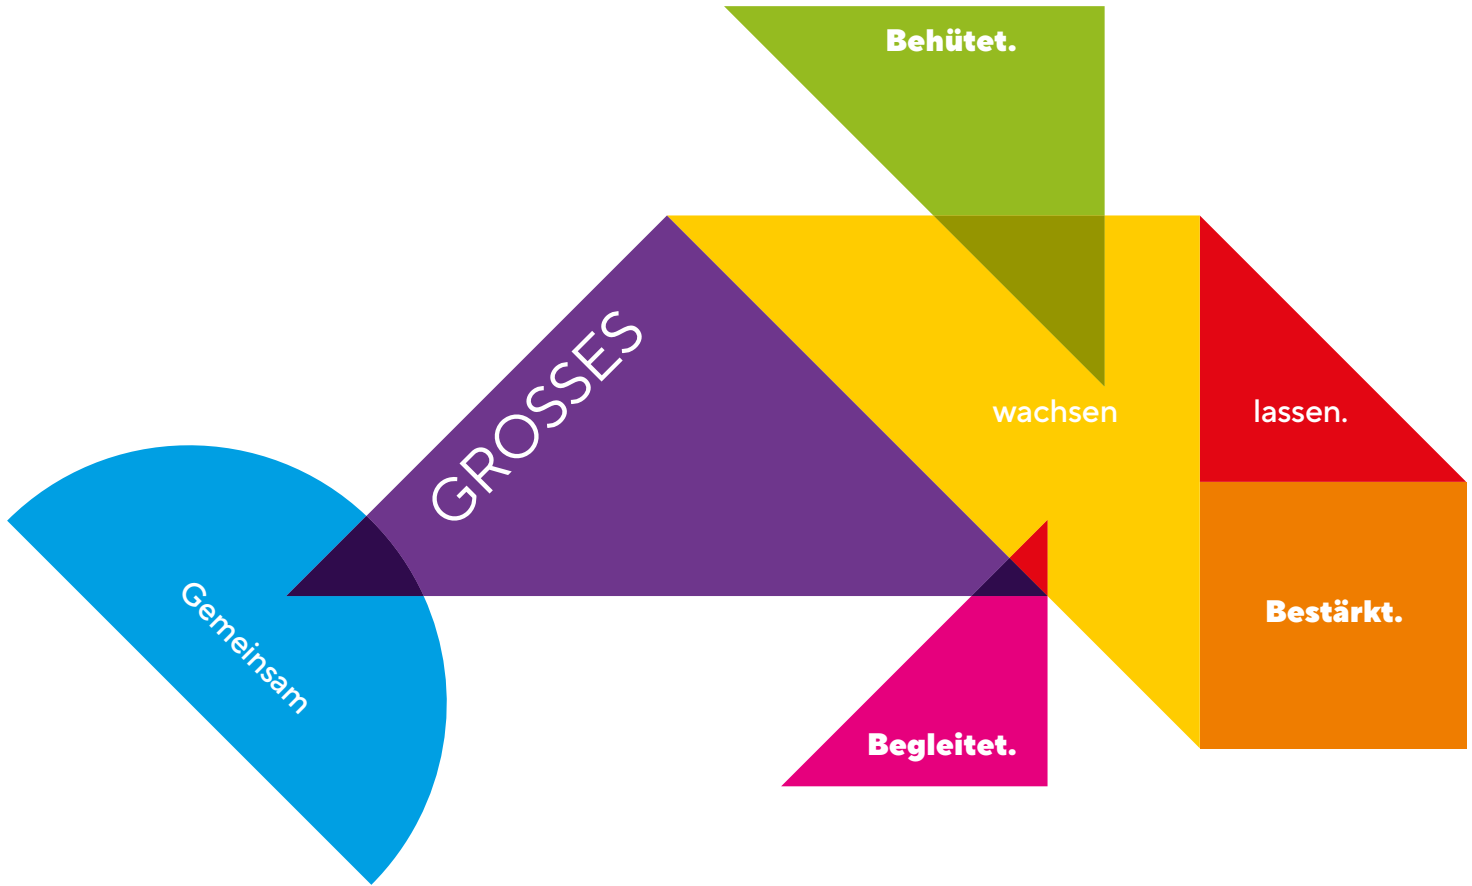 Behütet.
GROSSES
wachsen
lassen.
Gemeinsam
Bestärkt.
Begleitet.